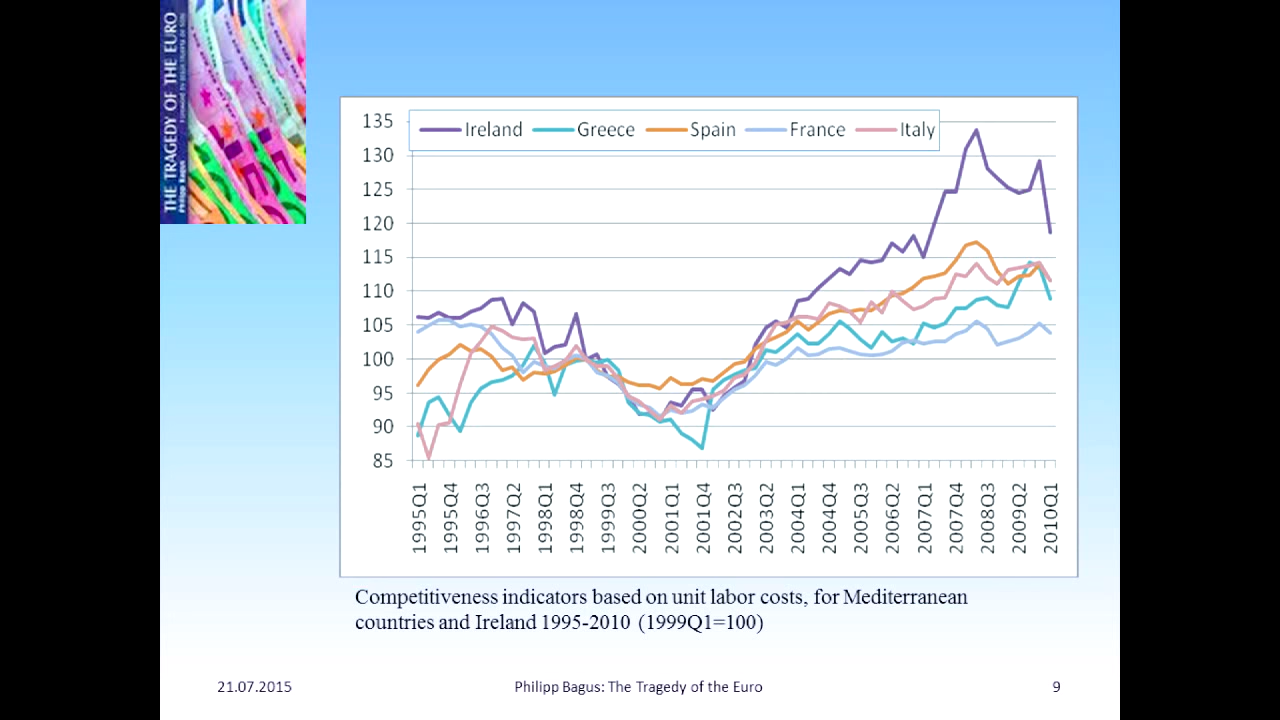 THE TRAGEDY OF THE EURO
Philipp Bagus
135
130
125
120
115
110
105
100
95
90
85
Ireland Greece Spain France Italy
1995Q1
1995Q4
1996Q3
1997Q2
1998Q1
1998Q4
1999Q3
2000Q2
2001Q1
2001Q4
2002Q3
2003Q2
2004Q1
2004Q4
2005Q3
2006Q2
2007Q1
2007Q4
2008Q3
2009Q2
2010Q1
Competitiveness indicators based on unit labor costs, for Mediterranean
countries and Ireland 1995-2010 (1999Q1=100)
21.07.2015 Philipp Bagus: The Tragedy of the Euro 9